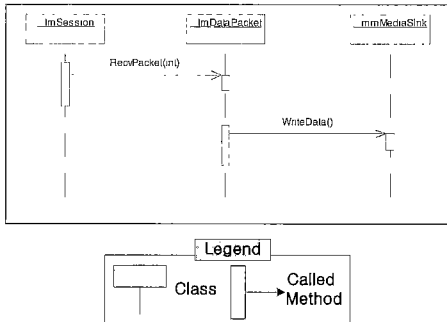 ImSession
ImDataPacket
mmMediaSink
RecvPacket(int)
WriteData()
Legend
Class
Called
Method